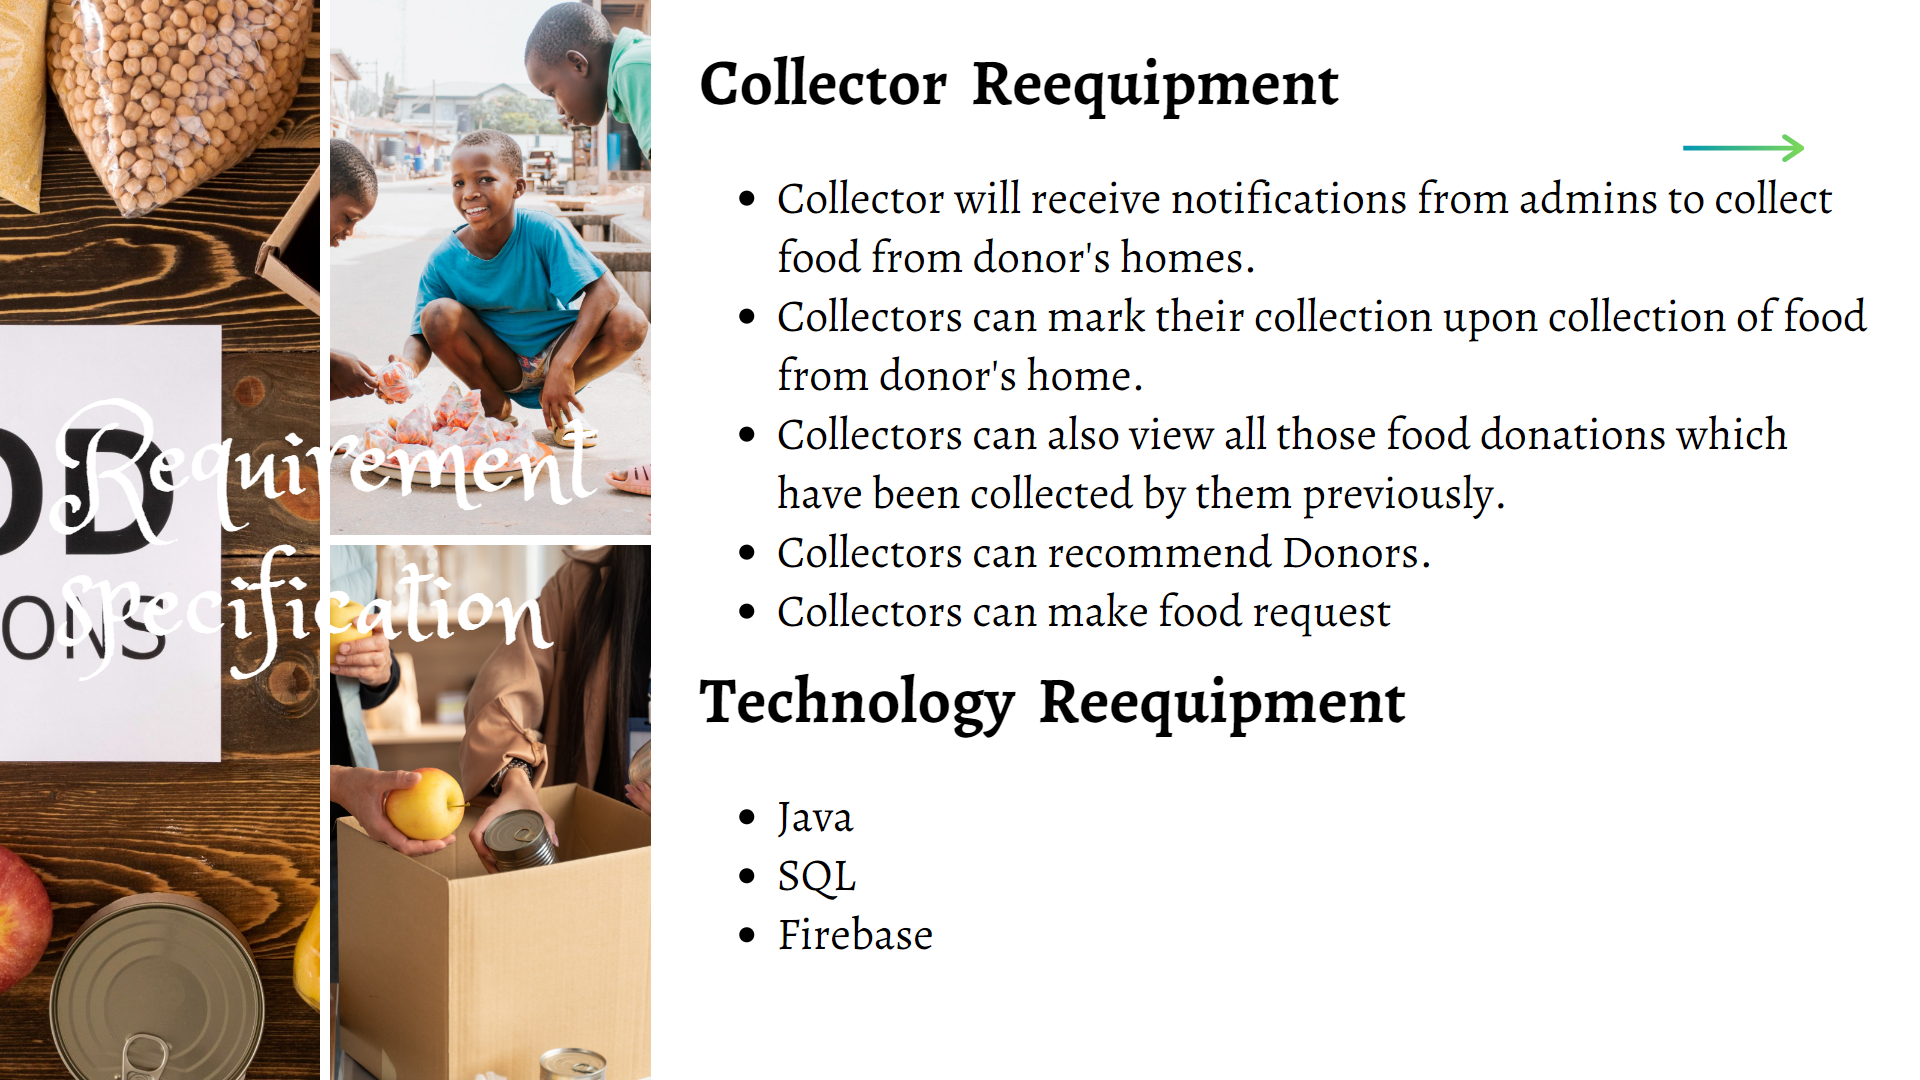 Collector Reequipment
Collector will receive notifications from admins to collect
food from donor's homes.
Collectors can mark their collection upon collection of food
from donor's home.
Collectors can also view all those food donations which
have been collected by them previously.
Collectors can recommend Donors.
Collectors can make food request
Technology Reequipment
Java
SQL
Firebase
Requirement
specification
OD
ONS